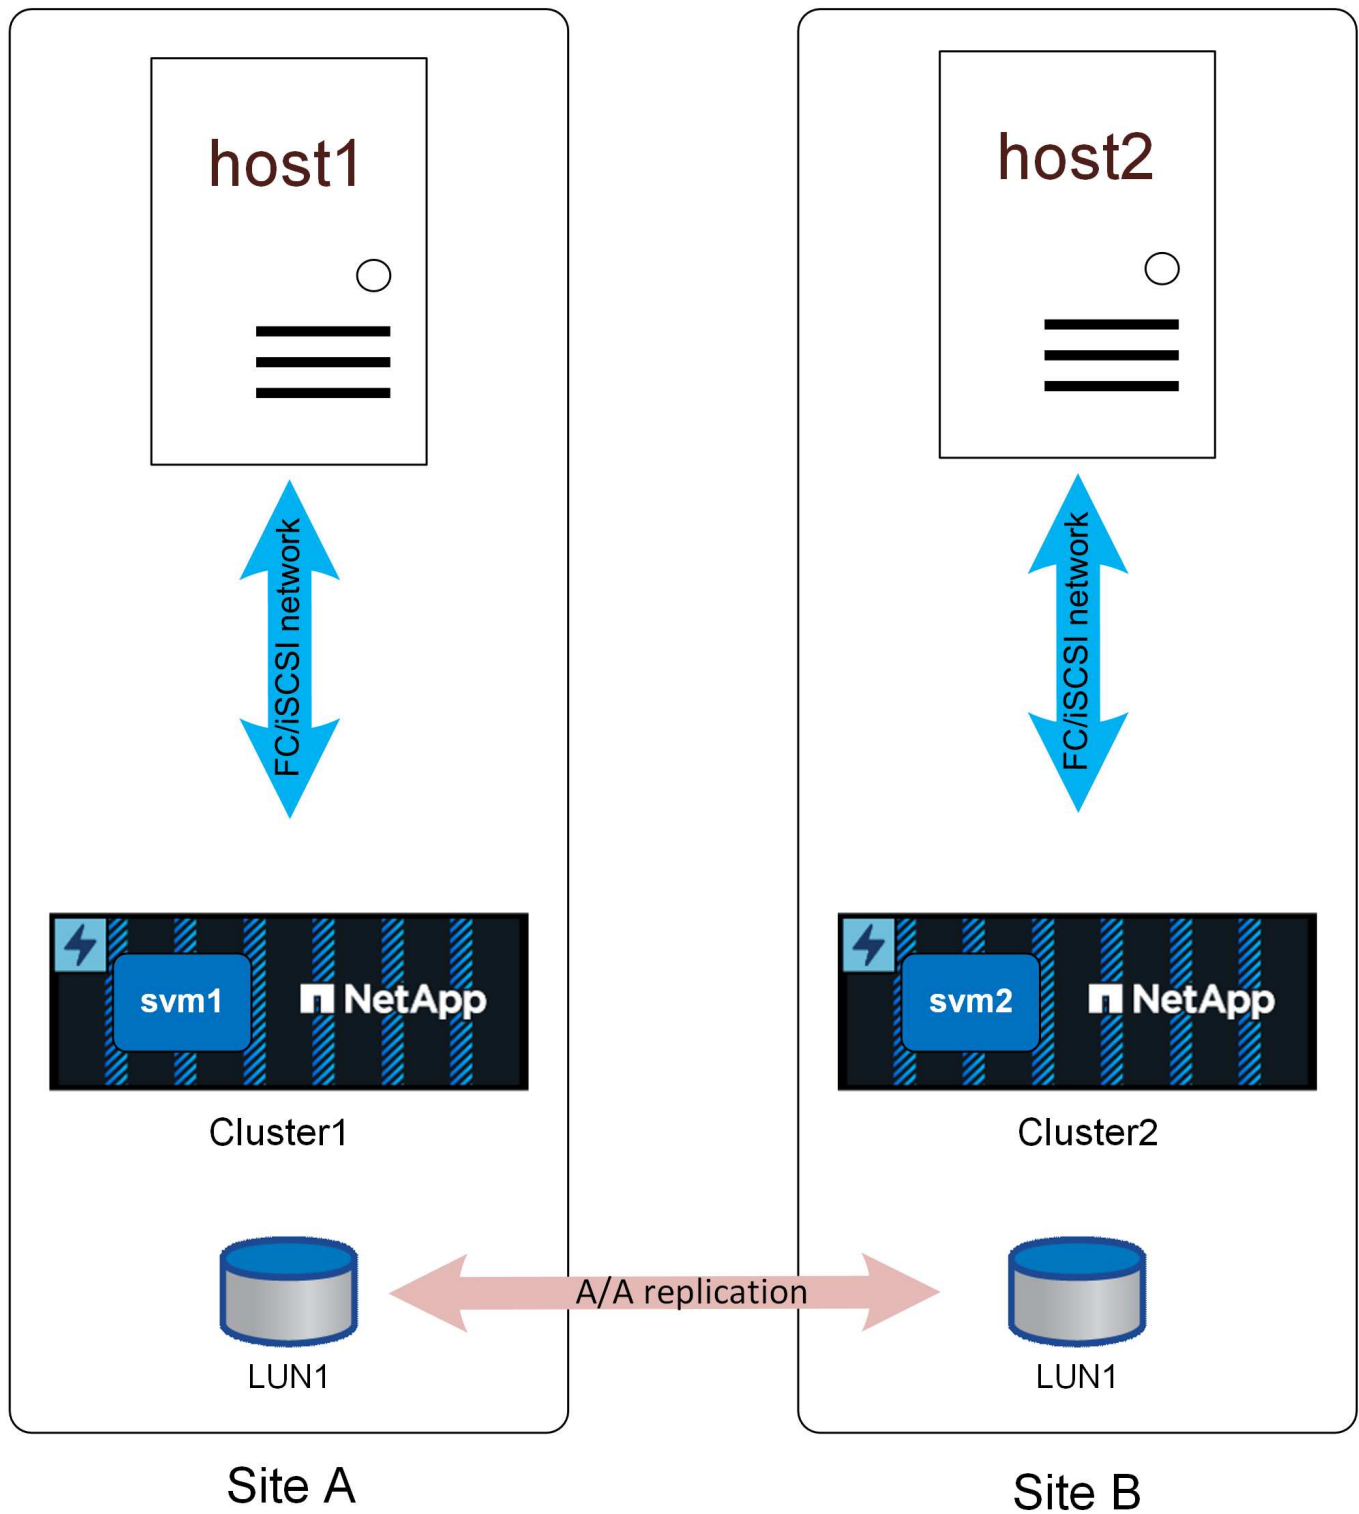 host1
FC/iSCSI network
svm1
NetApp
Cluster1
LUN1
Site A
host2
FC/iSCSI network
svm2
NetApp
Cluster2
LUN1
Site B
A/A replication